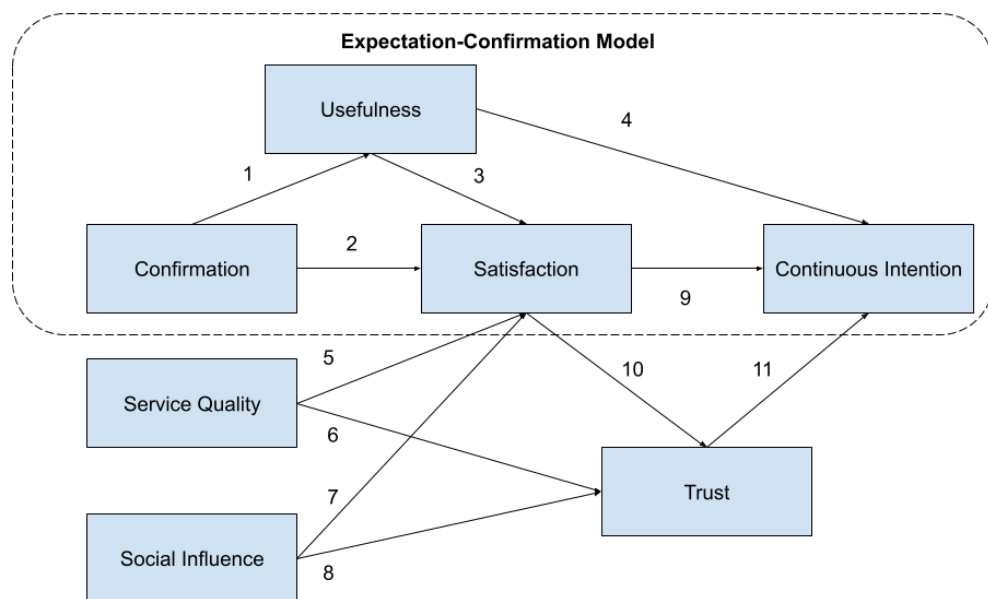 Expectation-Confirmation Model
Usefulness
4
1
3
Confirmation
2
Satisfaction
Continuous Intention
9
5
10
11
Service Quality
6
Trust
7
Social Influence
8